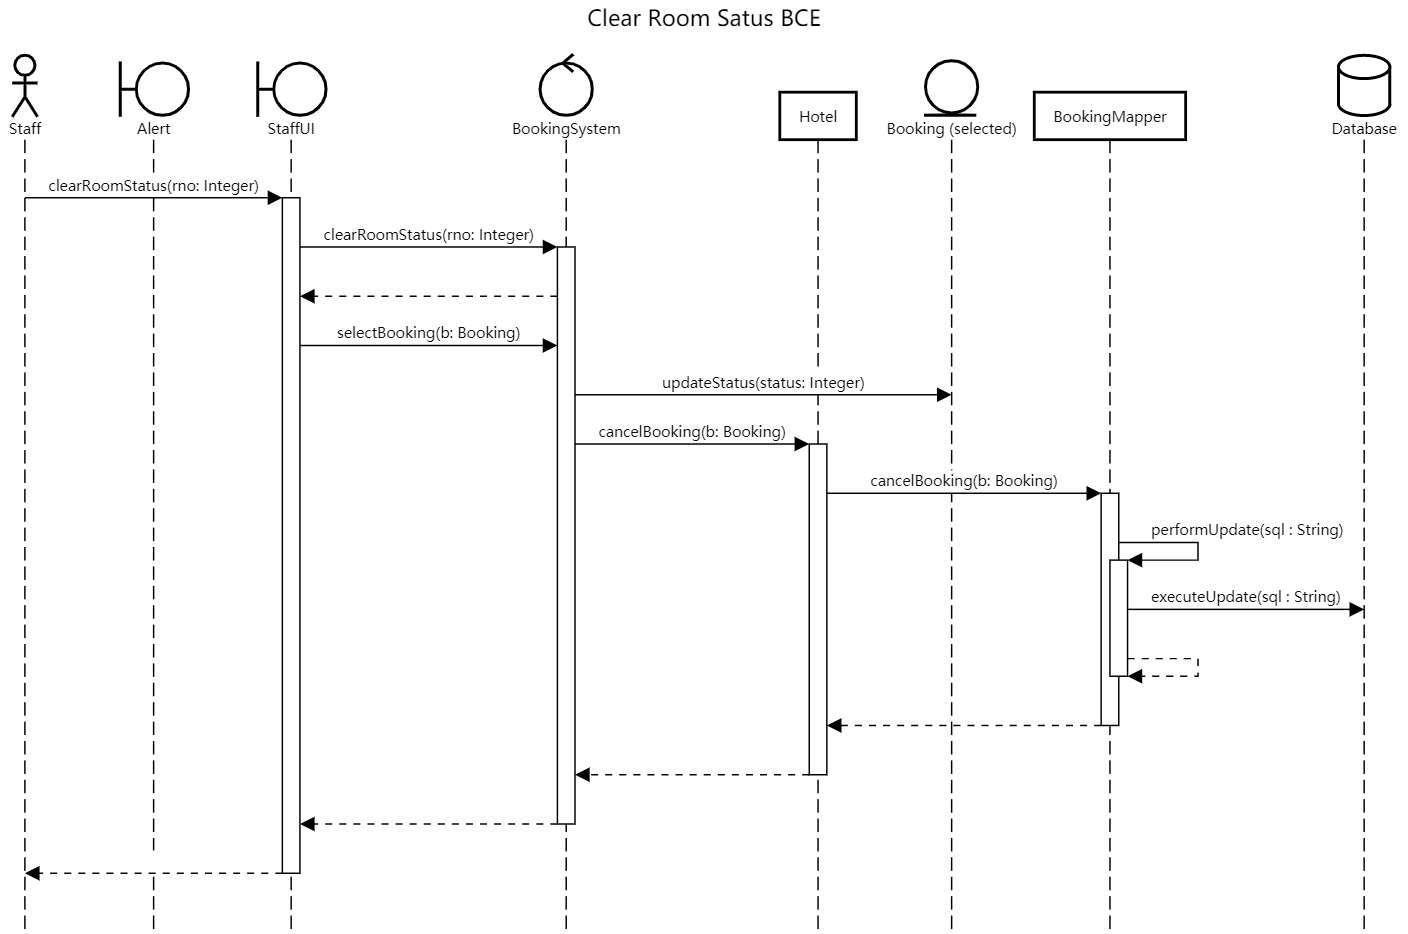 Clear Room Satus BCE
Staff
Alert
StaffUI
BookingSystem
Hotel
Booking (selected)
BookingMapper
Database
clearRoomStatus(rno: Integer)
clearRoomStatus(rno: Integer)
selectBooking(b: Booking)
updateStatus(status: Integer)
cancelBooking(b: Booking)
cancelBooking(b: Booking)
performUpdate(sql : String)
executeUpdate(sql : String)